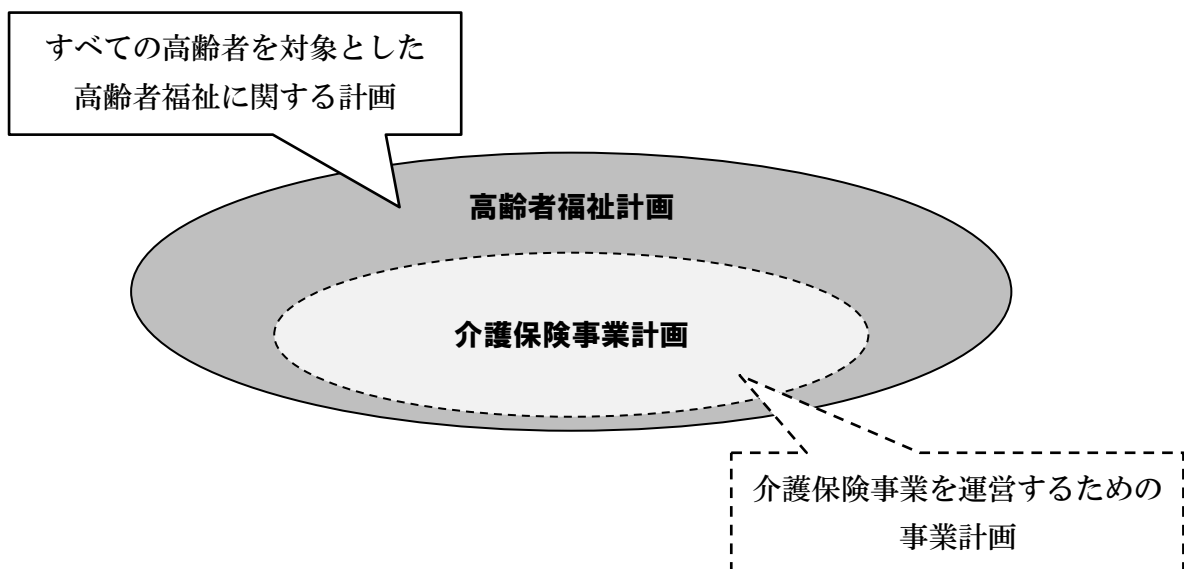 すべての高齢者を対象とした
高齢者福祉に関する計画
高齢者福祉計画
介護保険事業計画
介護保険事業を運営するための
事業計画